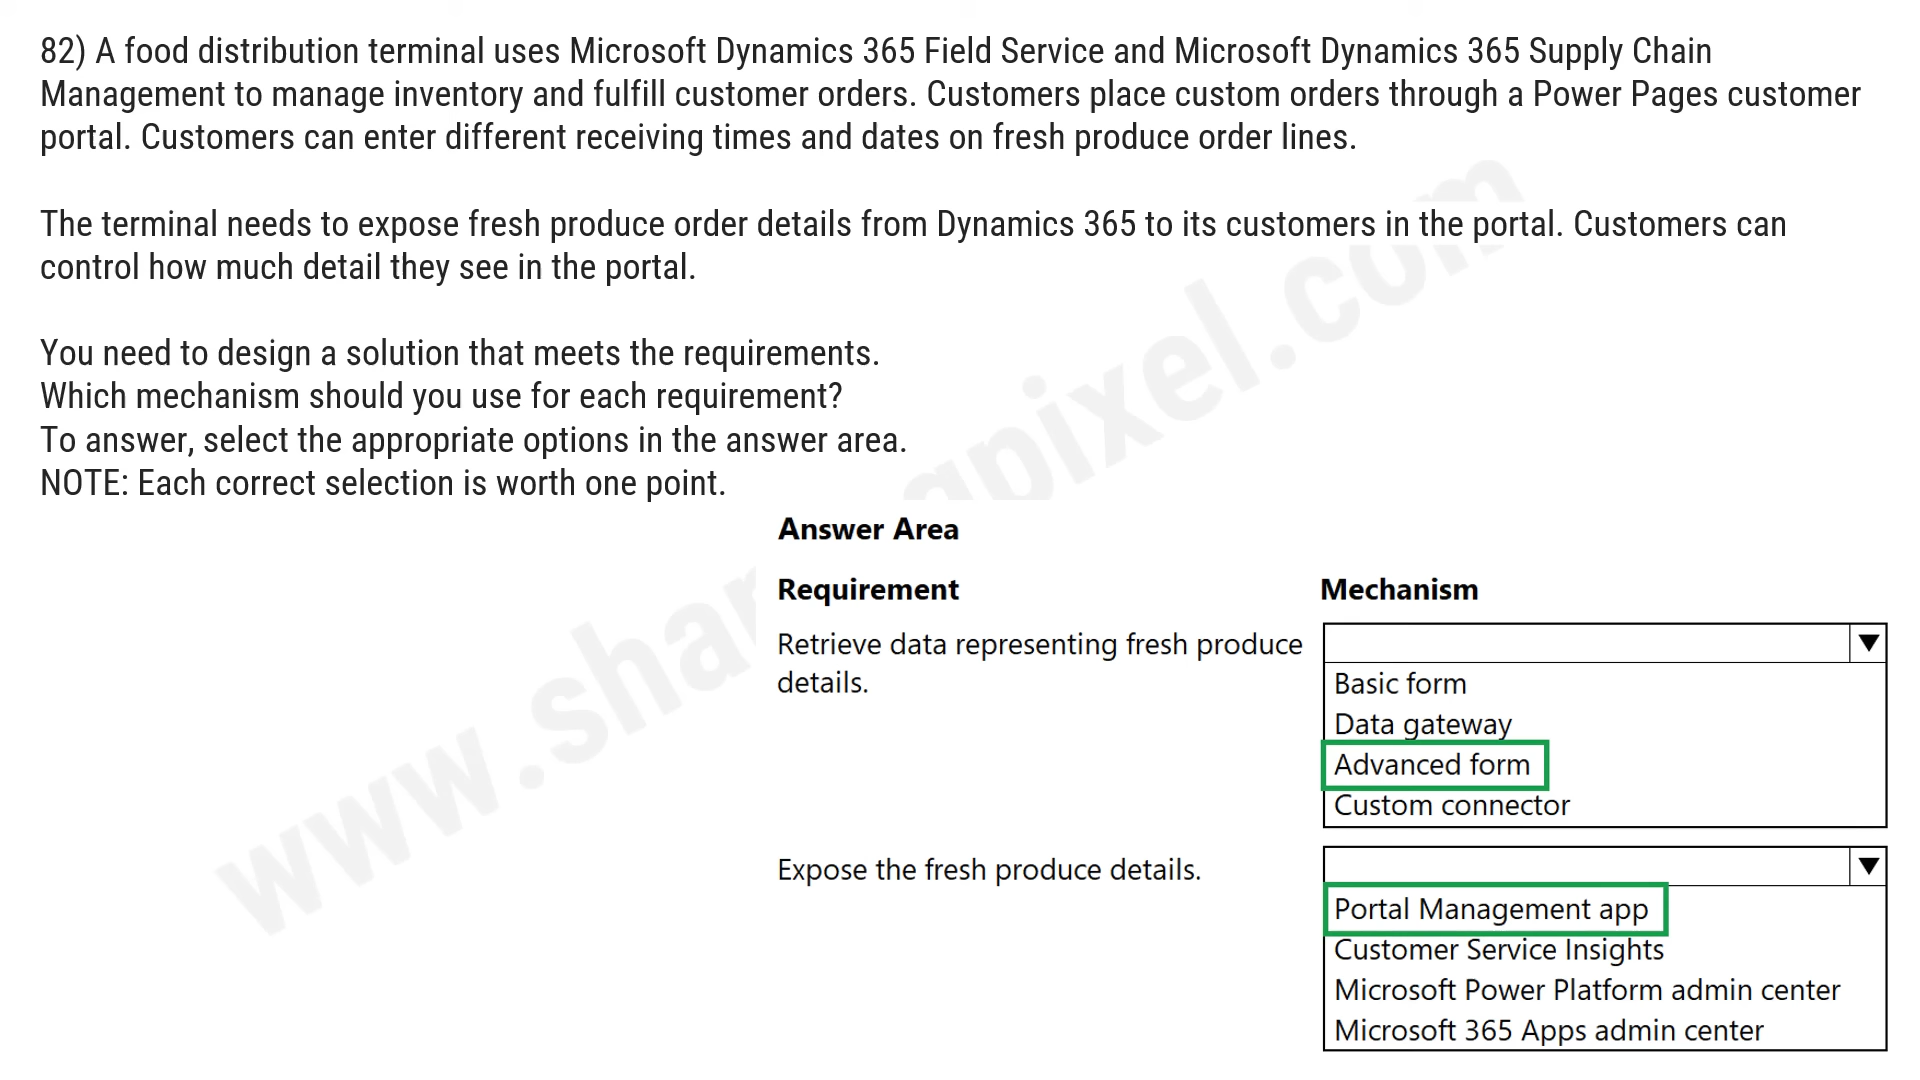 82) A food distribution terminal uses Microsoft Dynamics 365 Field Service and Microsoft Dynamics 365 Supply Chain
Management to manage inventory and fulfill customer orders. Customers place custom orders through a Power Pages customer
portal. Customers can enter different receiving times and dates on fresh produce order lines.
The terminal needs to expose fresh produce order details from Dynamics 365 to its customers in the portal. Customers can
control how much detail they see in the portal.
You need to design a solution that meets the requirements.
Which mechanism should you use for each requirement?
To answer, select the appropriate options in the answer area.
NOTE: Each correct selection is worth one point.
Answer Area
Requirement
Mechanism
Retrieve data representing fresh produce
details.
Basic form
Data gateway
Advanced form
Custom connector
Expose the fresh produce details.
Portal Management app
Customer Service Insights
Microsoft Power Platform admin center
Microsoft 365 Apps admin center